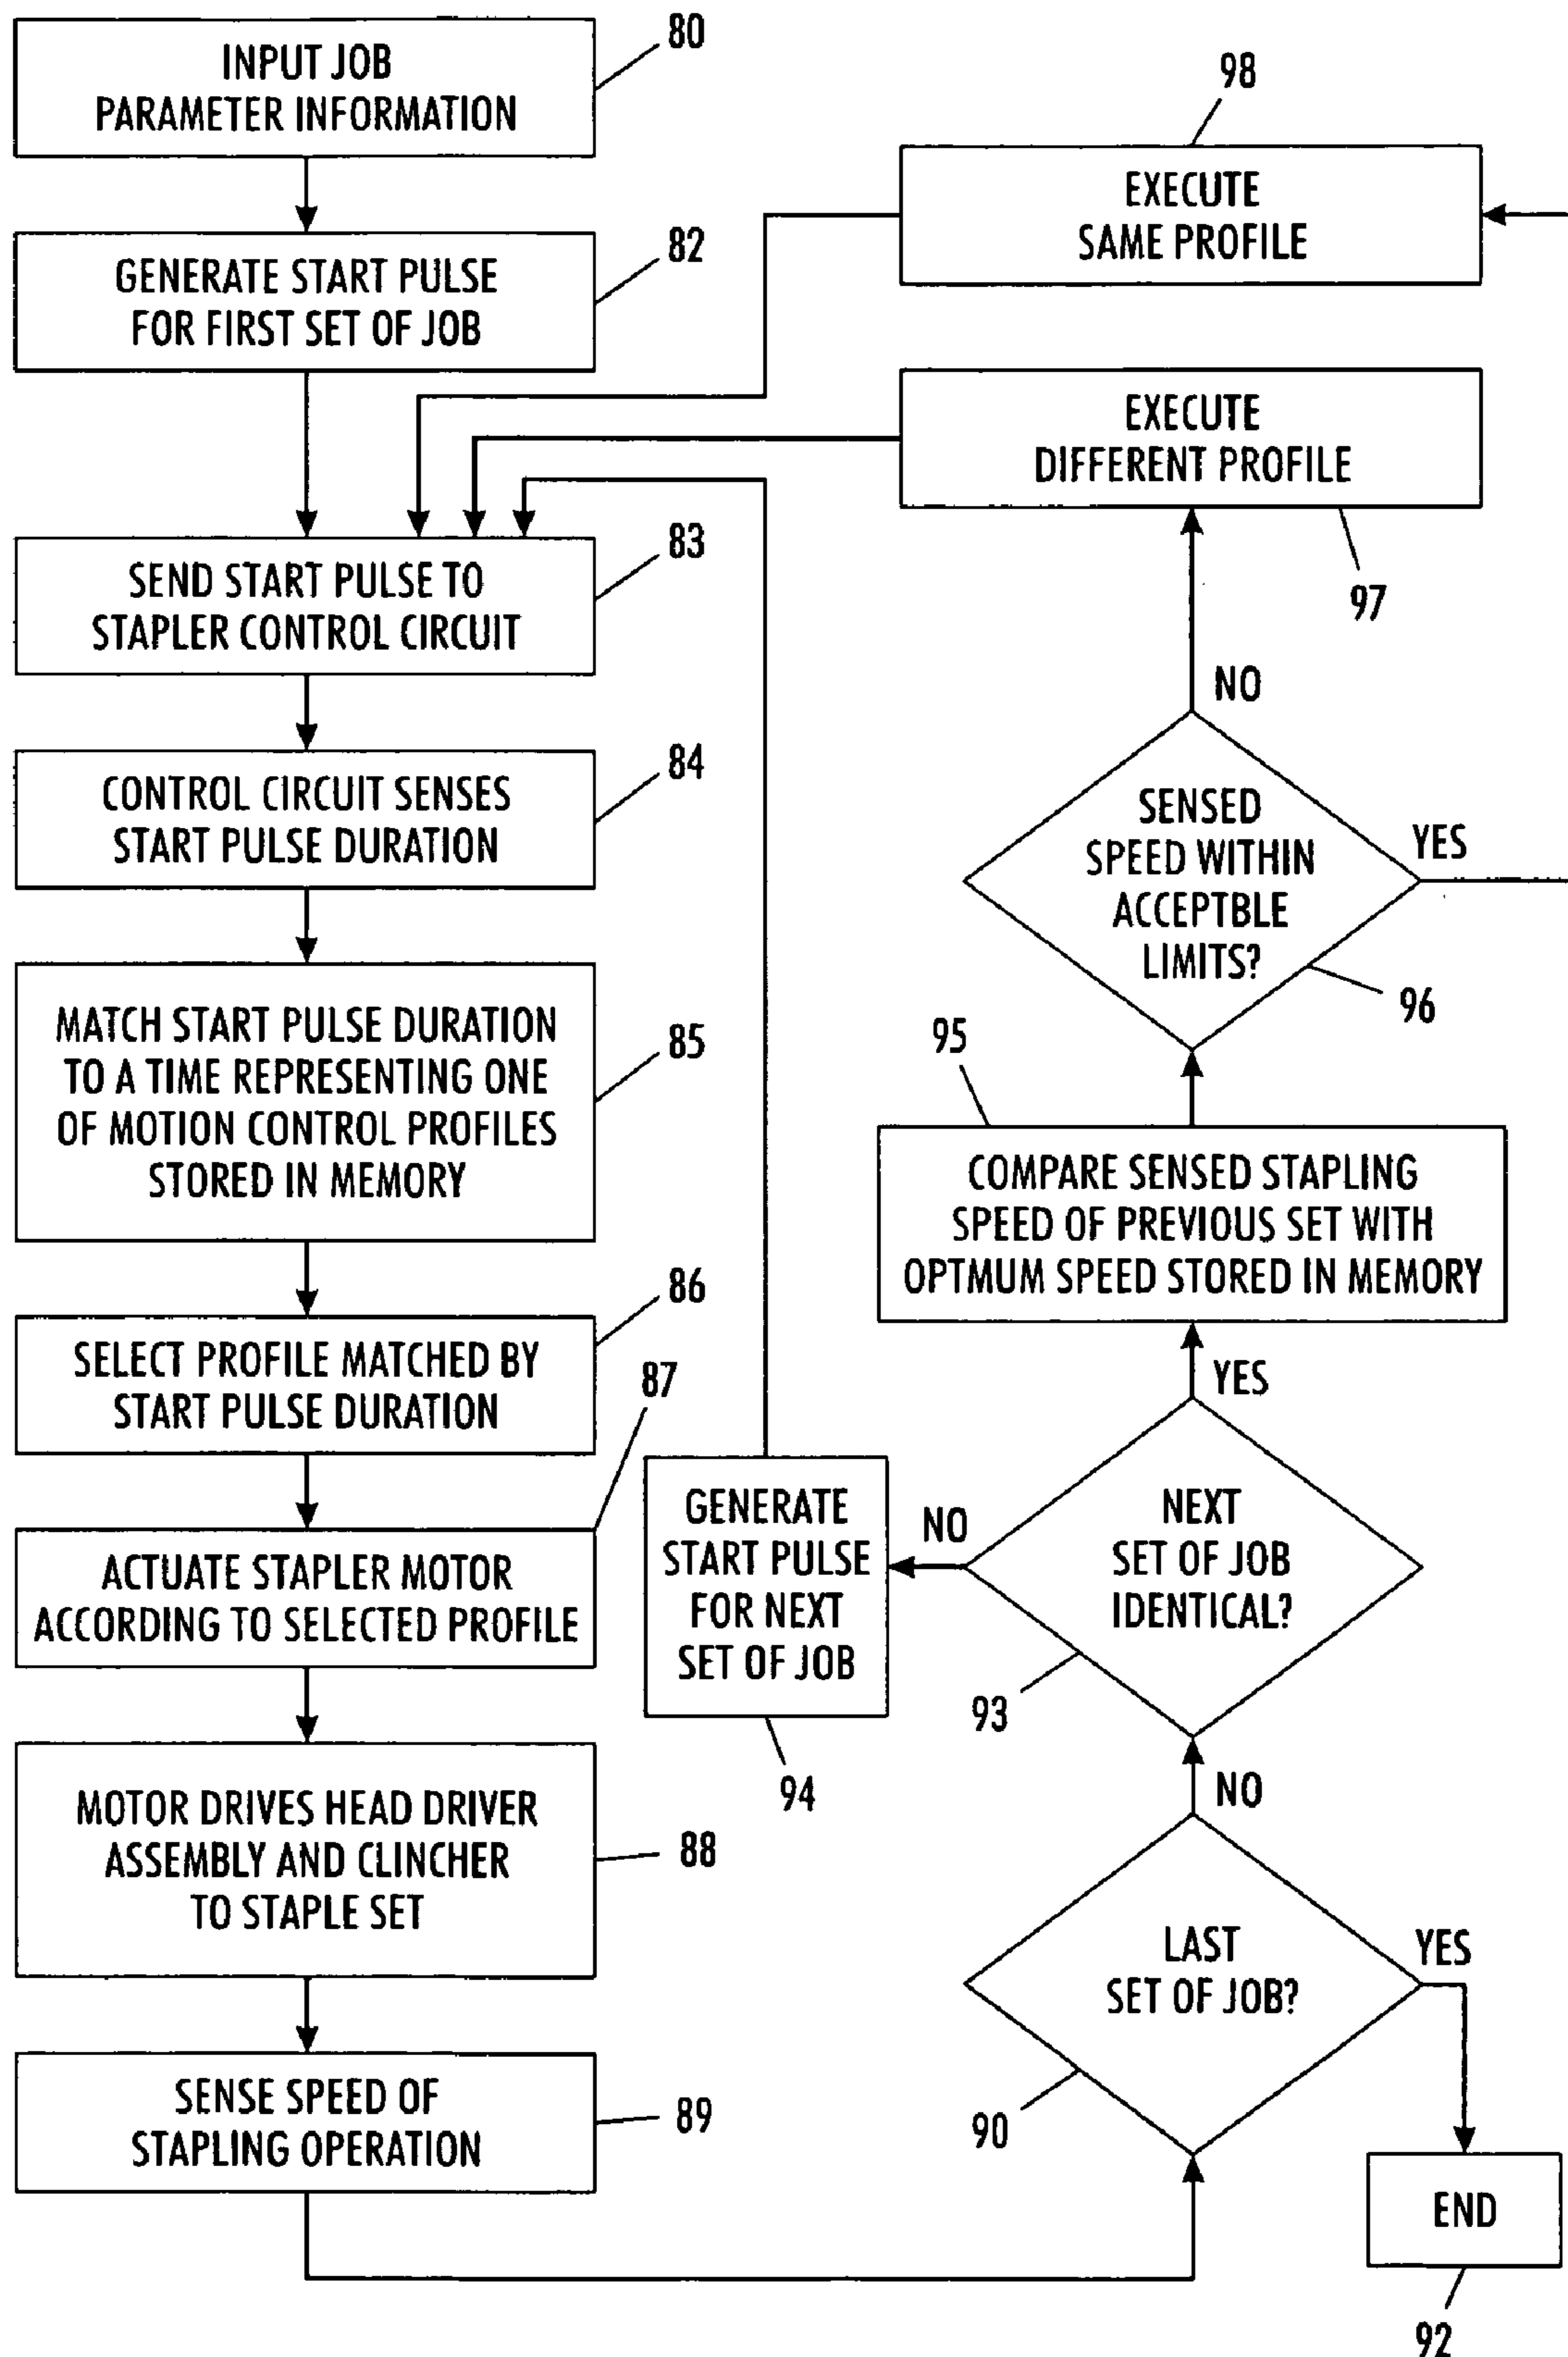 INPUT JOB
PARAMETER INFORMATION
80
GENERATE START PULSE
FOR FIRST SET OF JOB
82
SEND START PULSE TO
STAPLER CONTROL CIRCUIT
83
CONTROL CIRCUIT SENSES
START PULSE DURATION
84
MATCH START PULSE DURATION
TO A TIME REPRESENTING ONE
OF MOTION CONTROL PROFILES
STORED IN MEMORY
85
SELECT PROFILE MATCHED BY
START PULSE DURATION
86
ACTUATE STAPLER MOTOR
ACCORDING TO SELECTED PROFILE
87
MOTOR DRIVES HEAD DRIVER
ASSEMBLY AND CLINCHER
TO STAPLE SET
88
SENSE SPEED OF
STAPLING OPERATION
89
LAST
SET OF JOB?
90
YES
END
92
NO
NEXT
SET OF JOB
IDENTICAL?
93
NO
GENERATE
START PULSE
FOR NEXT
SET OF JOB
94
YES
COMPARE SENSED STAPLING
SPEED OF PREVIOUS SET WITH
OPTMUM SPEED STORED IN MEMORY
95
SENSED
SPEED WITHIN
ACCEPTBLE
LIMITS?
96
YES
NO
EXECUTE
DIFFERENT PROFILE
97
EXECUTE
SAME PROFILE
98